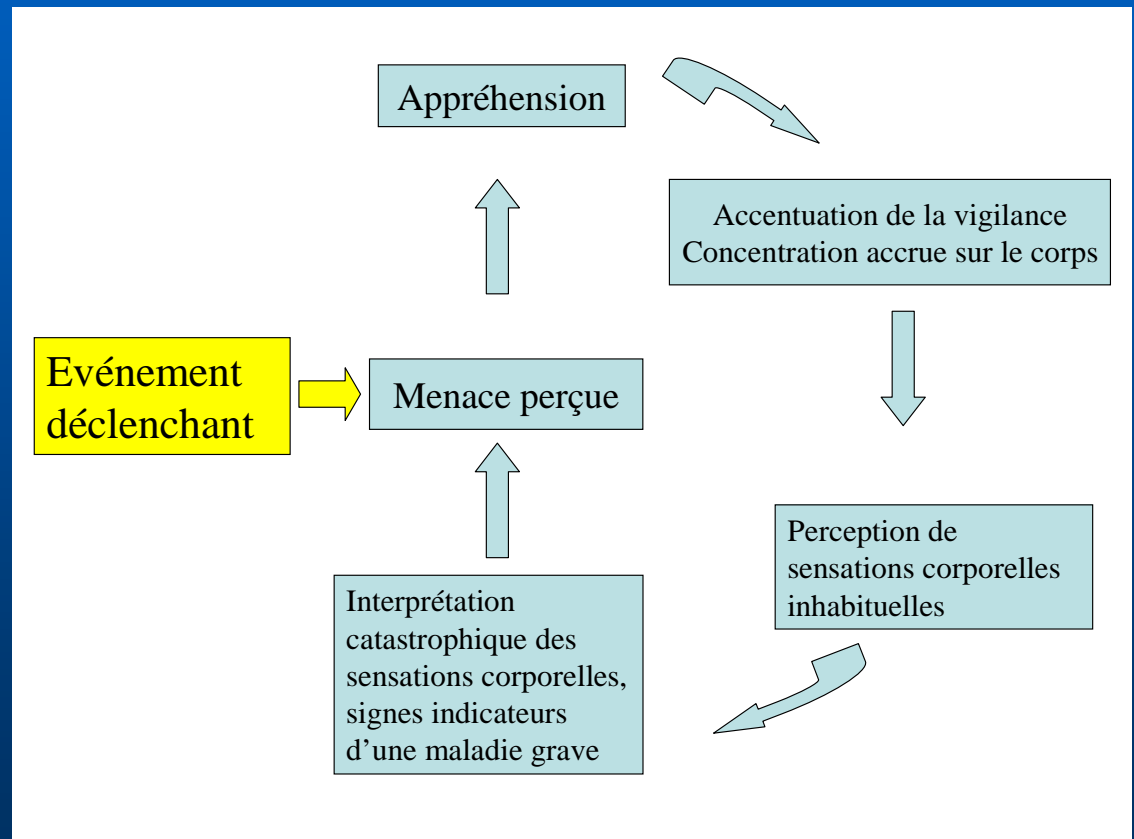 Appréhension
Accentuation de la vigilance
Concentration accrue sur le corps
Evénement
déclenchant
Menace perçue
Perception de
sensations corporelles
inhabituelles
Interprétation
catastrophique des
sensations corporelles,
signes indicateurs
d’une maladie grave